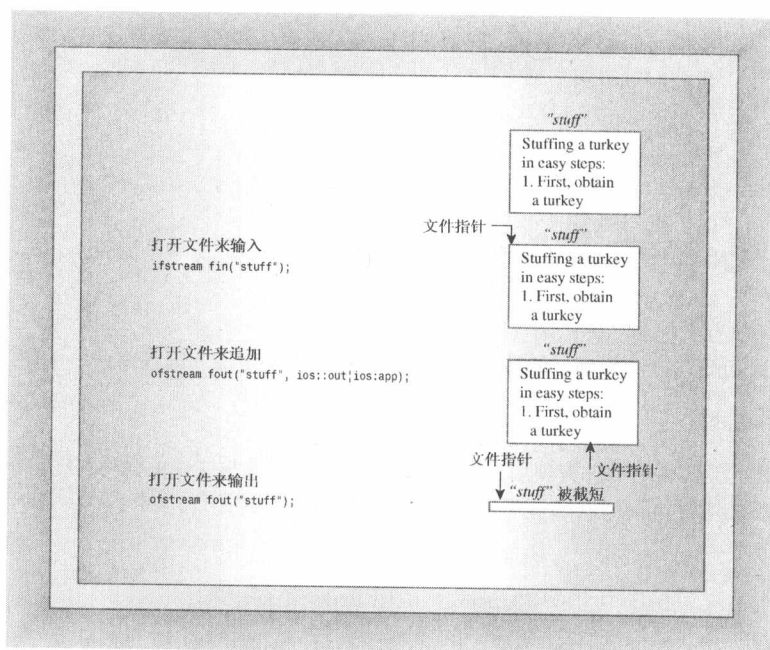 "stuff"
Stuffing a turkey
in easy steps:
1. First, obtain
a turkey
文件指针
打开文件来输入
ifstream fin("stuff");
"stuff"
Stuffing a turkey
in easy steps:
1. First, obtain
a turkey
打开文件来追加
ofstream fout("stuff", ios::out¦ios:app);
"stuff"
Stuffing a turkey
in easy steps:
1. First, obtain
a turkey
文件指针
文件指针
打开文件来输出
ofstream fout("stuff");
"stuff" 被截短